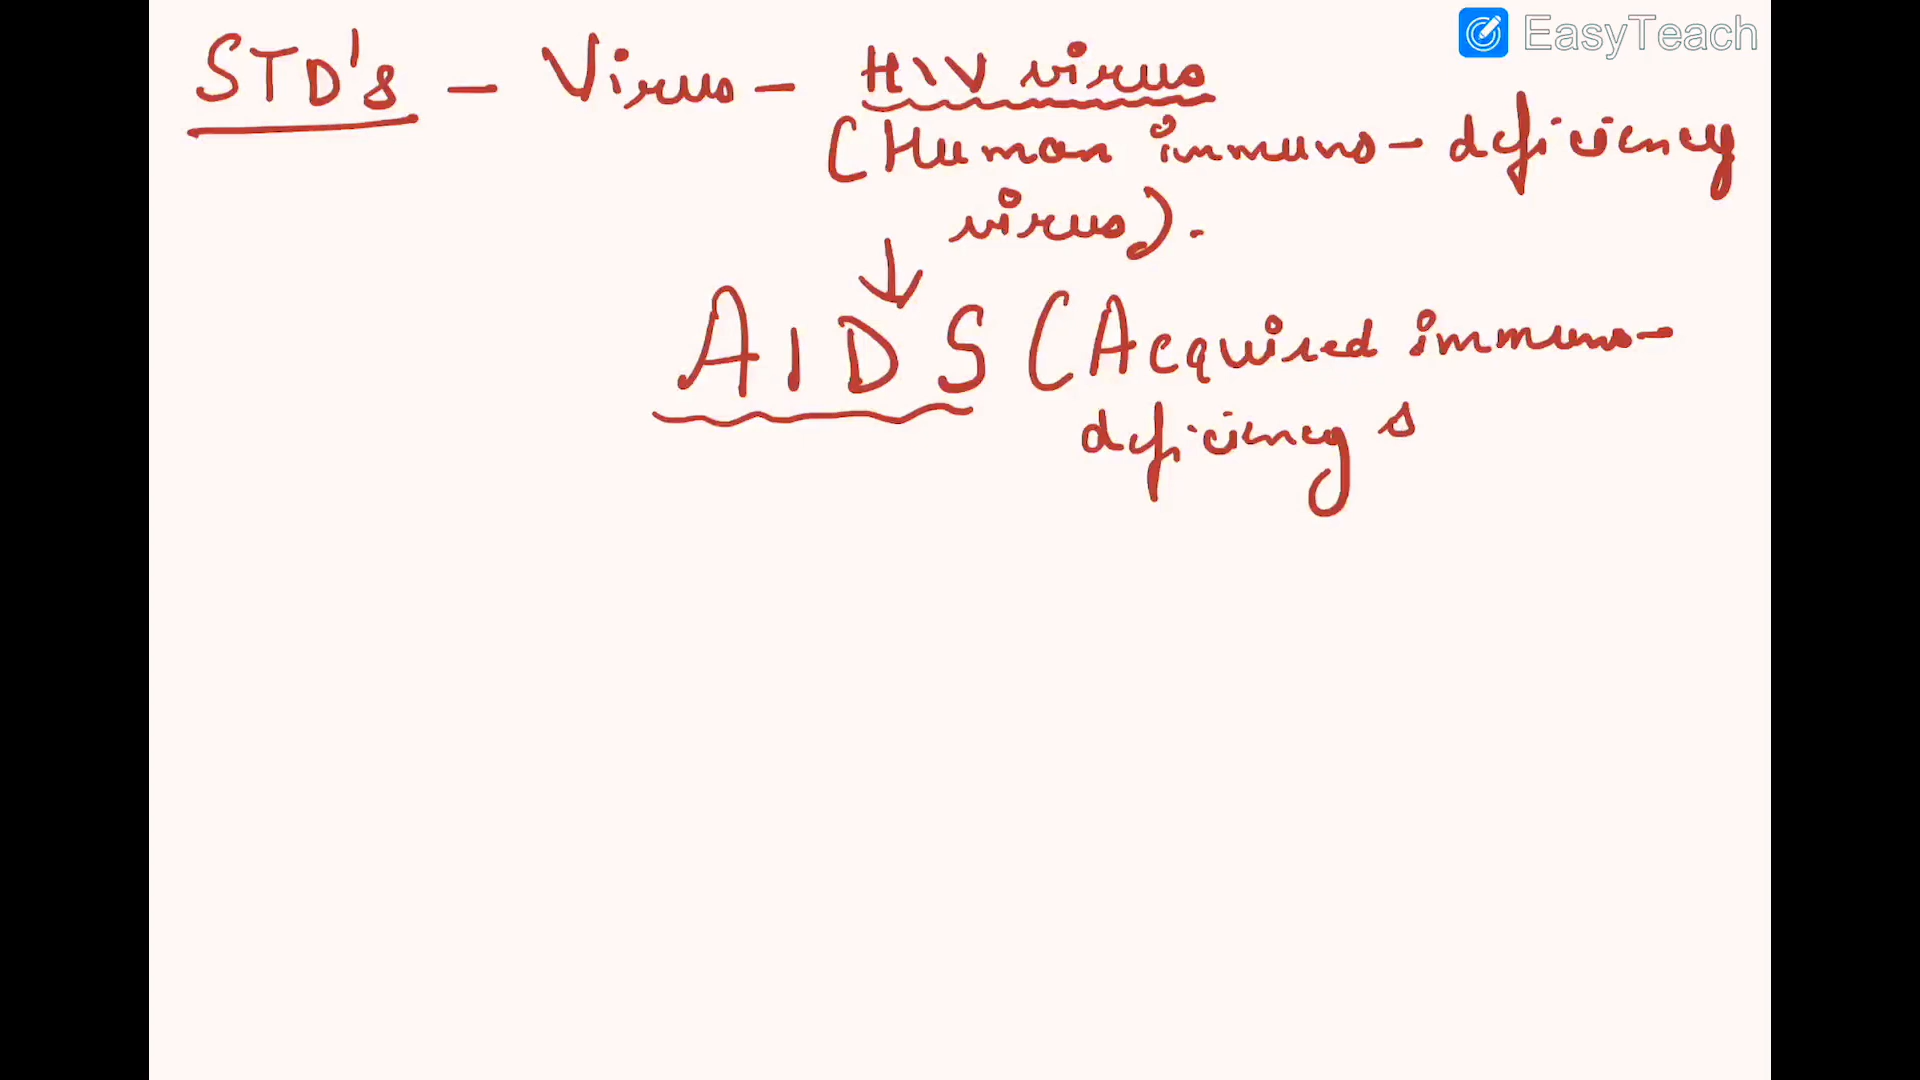 EasyTeach
STD's - Virus - HIV virus
(Human immuno-deficiency
virus).
↓
AIDS (Acquired immuno-
deficiency s